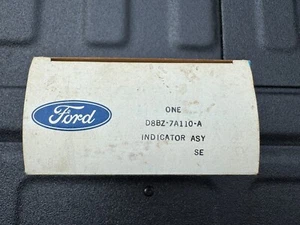 Ford
ONE
D8BZ-7A110-A
INDICATOR ASY
SE